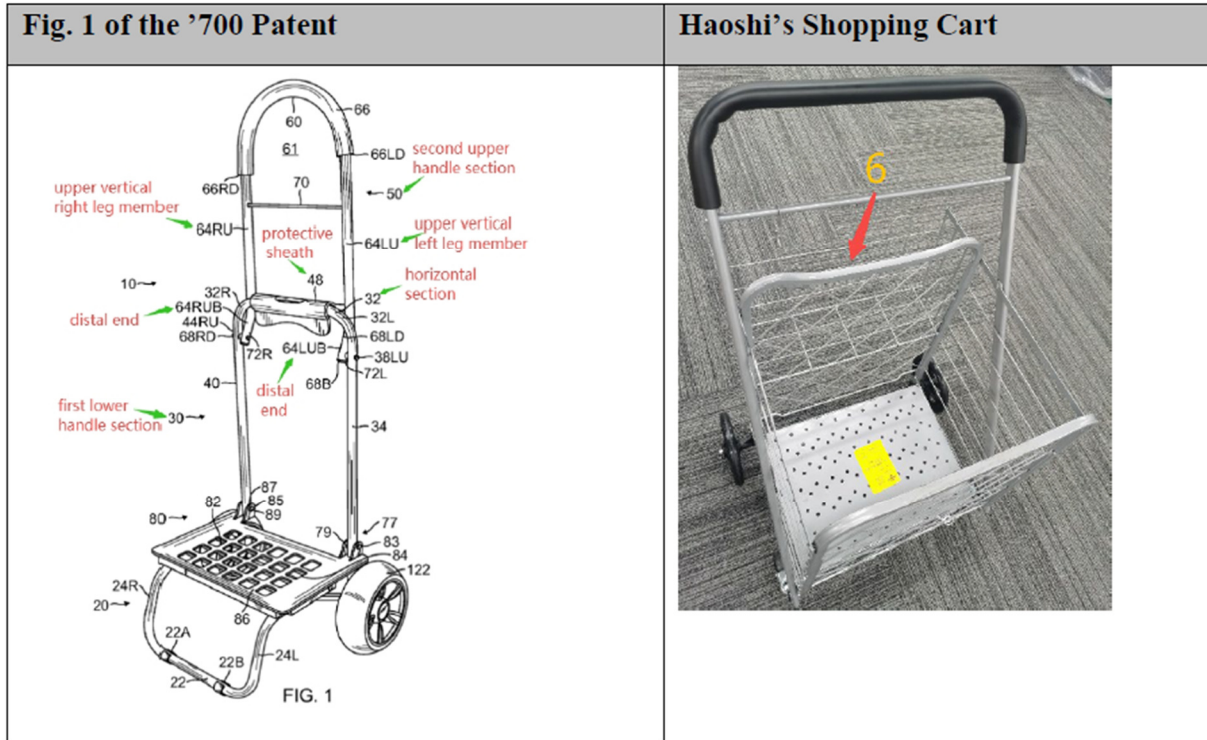 Fig. 1 of the ’700 Patent
Haoshi’s Shopping Cart
60
66
61
66LD
second upper
handle section
66RD
70
50
upper vertical
right leg member
64RU
protective
sheath
64LU
upper vertical
left leg member
48
horizontal
section
10
32R
32
64RUB
32L
distal end
44RU
68LD
68RD
72R
64LUB
38LU
72L
40
68B
distal
end
first lower
handle section
30
34
87
82
85
80
89
79
77
83
84
122
24R
20
86
22A
24L
22B
22
FIG. 1
6